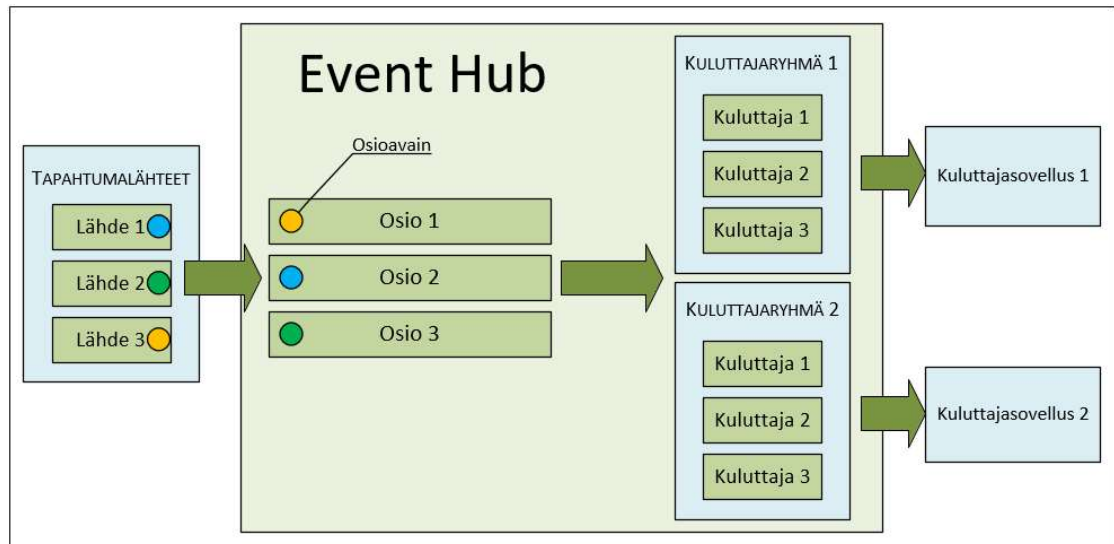 Event Hub
TAPAHTUMALÄHTEET
Lähde 1
Lähde 2
Lähde 3
Osioavain
Osio 1
Osio 2
Osio 3
KULUTTAJARYHMÄ 1
Kuluttaja 1
Kuluttaja 2
Kuluttaja 3
KULUTTAJARYHMÄ 2
Kuluttaja 1
Kuluttaja 2
Kuluttaja 3
Kuluttajasovellus 1
Kuluttajasovellus 2